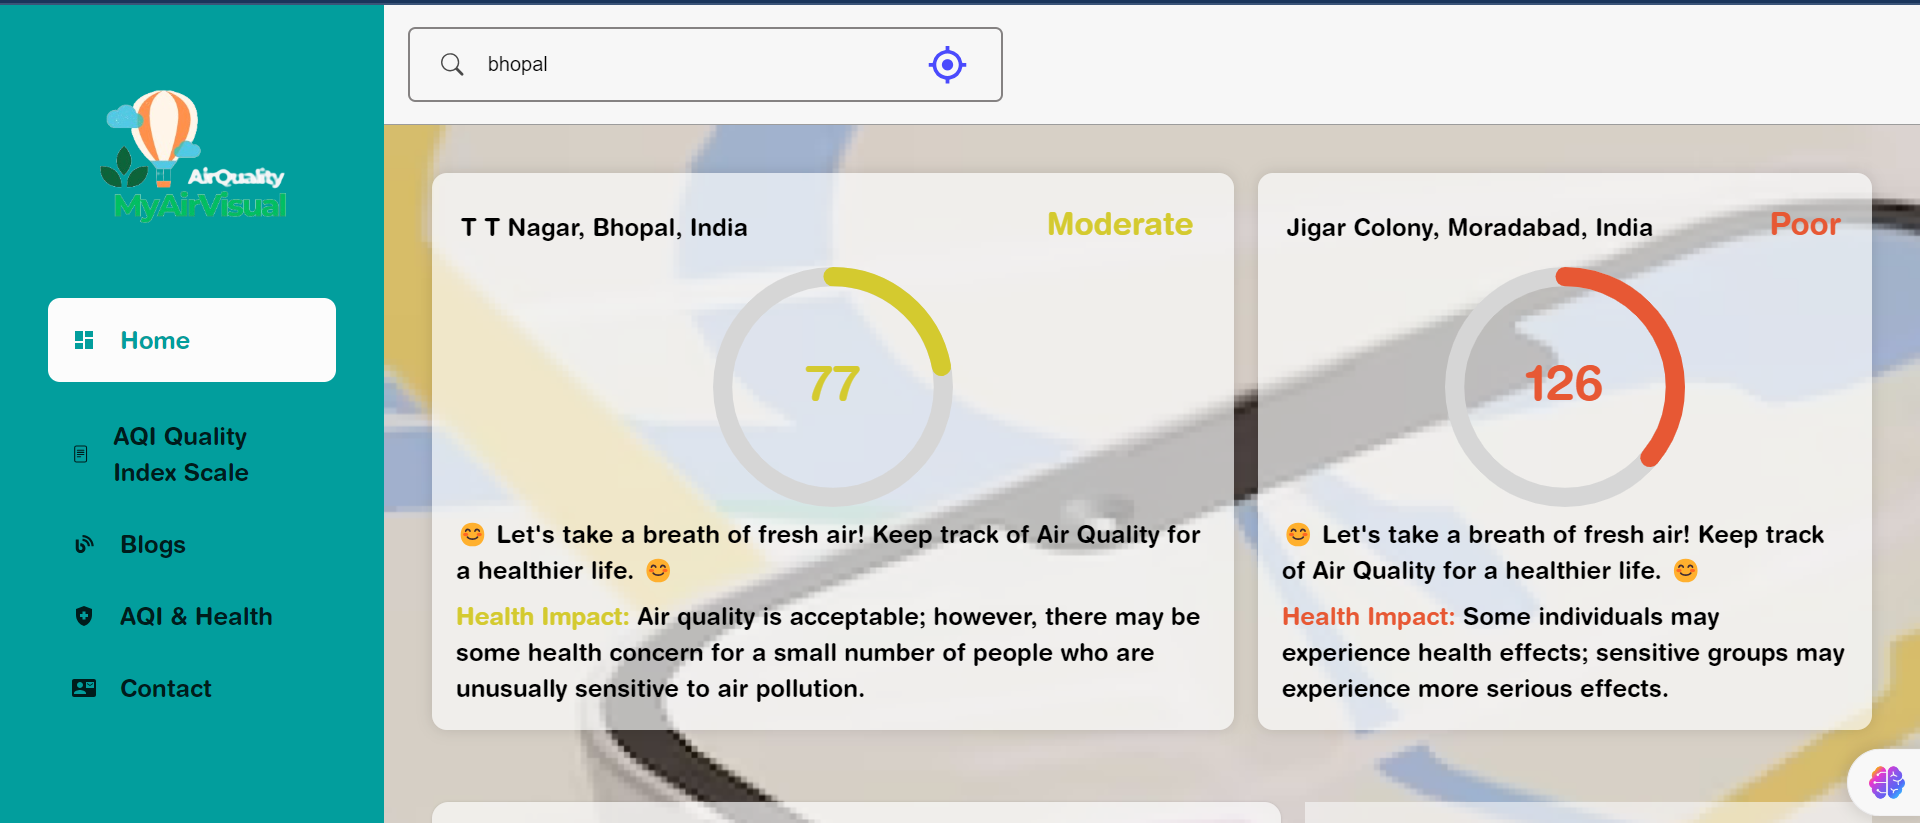 AirQuality
MyAirVisual
Home
AQI Quality
Index Scale
Blogs
AQI & Health
Contact
bhopal
T T Nagar, Bhopal, India
Moderate
77
😊 Let's take a breath of fresh air! Keep track of Air Quality for
a healthier life. 😊
Health Impact: Air quality is acceptable; however, there may be
some health concern for a small number of people who are
unusually sensitive to air pollution.
Jigar Colony, Moradabad, India
Poor
126
😊 Let's take a breath of fresh air! Keep track
of Air Quality for a healthier life. 😊
Health Impact: Some individuals may
experience health effects; sensitive groups may
experience more serious effects.